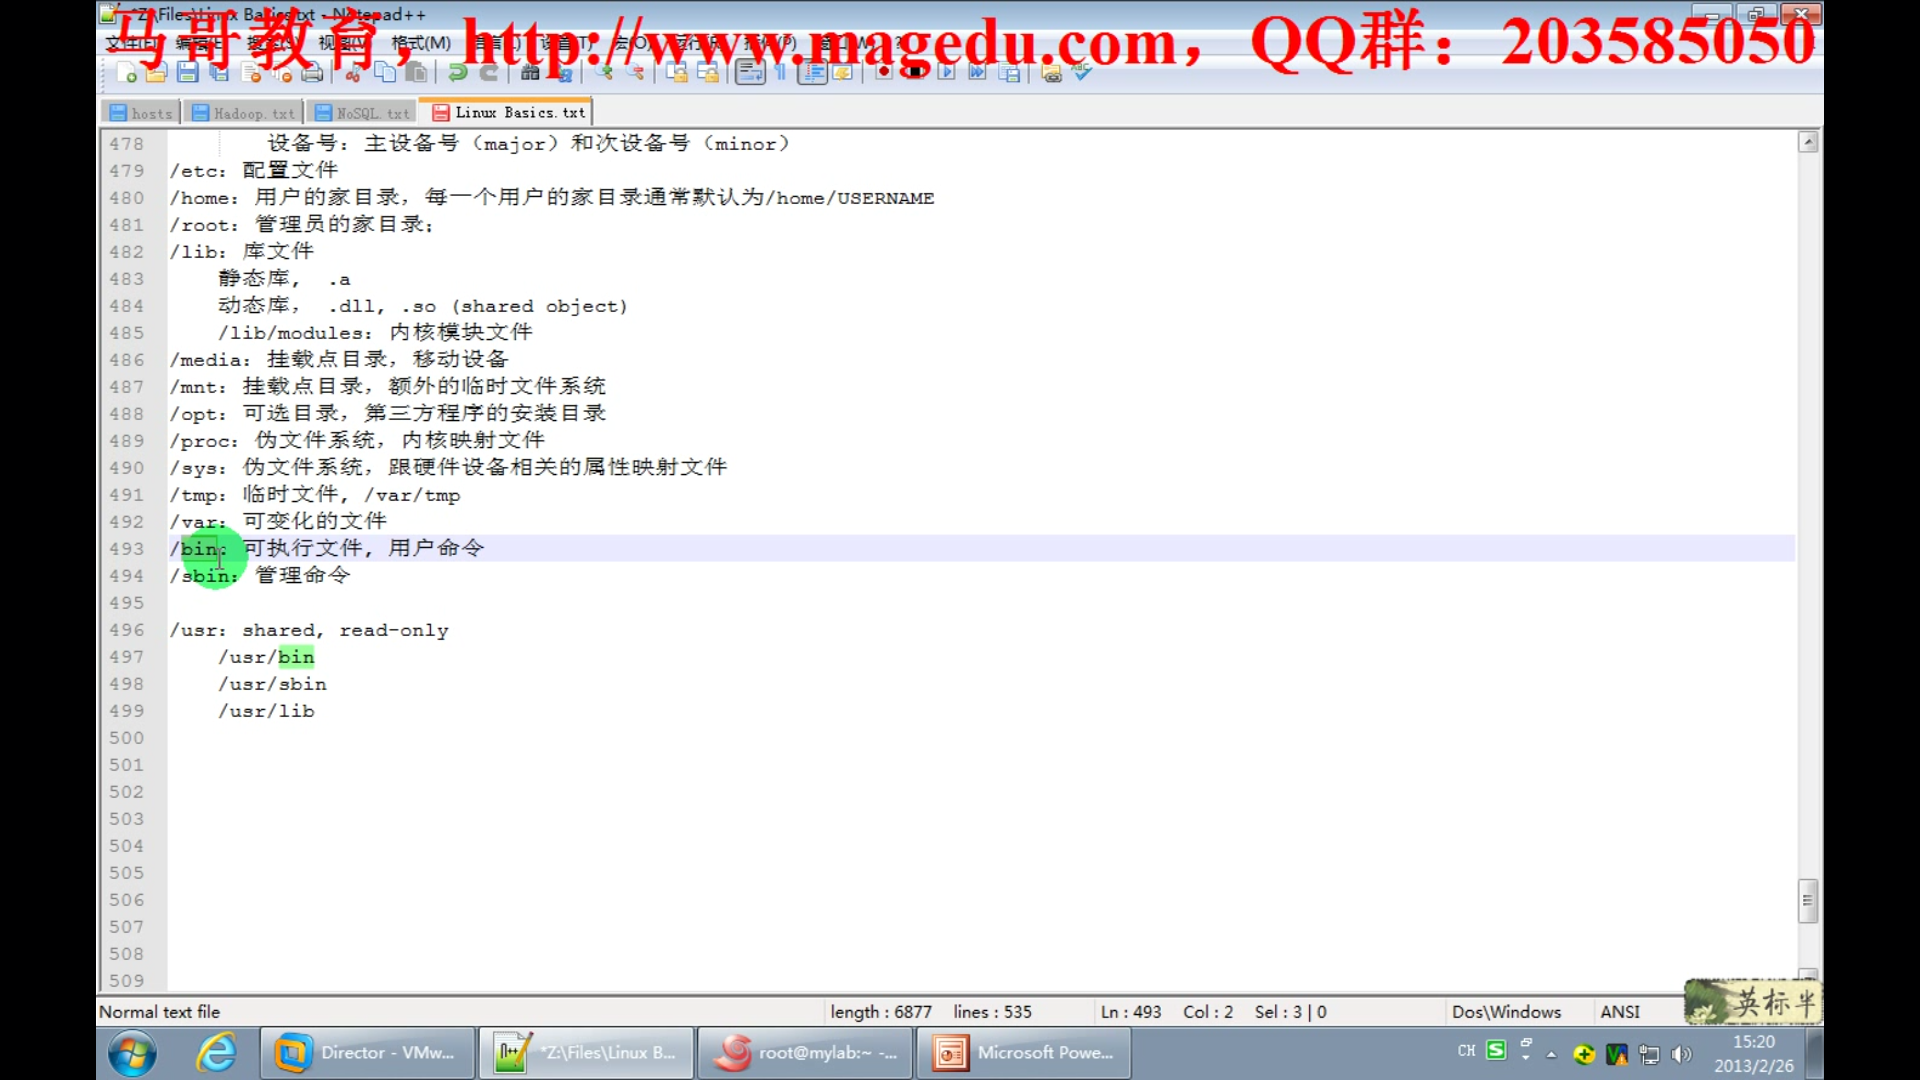 *Z:\Files\Linux Basics.txt - Notepad++
马哥教育，http://www.magedu.com，QQ群：203585050
hosts Hadoop.txt NoSQL.txt Linux Basics.txt
478 设备号：主设备号（major）和次设备号（minor）
479 /etc：配置文件
480 /home：用户的家目录，每一个用户的家目录通常默认为/home/USERNAME
481 /root：管理员的家目录；
482 /lib：库文件
483 静态库, .a
484 动态库， .dll, .so (shared object)
485 /lib/modules：内核模块文件
486 /media：挂载点目录，移动设备
487 /mnt：挂载点目录，额外的临时文件系统
488 /opt：可选目录，第三方程序的安装目录
489 /proc：伪文件系统，内核映射文件
490 /sys：伪文件系统，跟硬件设备相关的属性映射文件
491 /tmp：临时文件, /var/tmp
492 /var：可变化的文件
493 /bin：可执行文件, 用户命令
494 /sbin：管理命令
495
496 /usr：shared, read-only
497 /usr/bin
498 /usr/sbin
499 /usr/lib
500
501
502
503
504
505
506
507
508
509
Normal text file length : 6877 lines : 535 Ln : 493 Col : 2 Sel : 3 | 0 Dos\Windows ANSI
英标半
Director - VMw... *Z:\Files\Linux B... root@mylab:~ -... Microsoft Powe... CH 15:20
2013/2/26